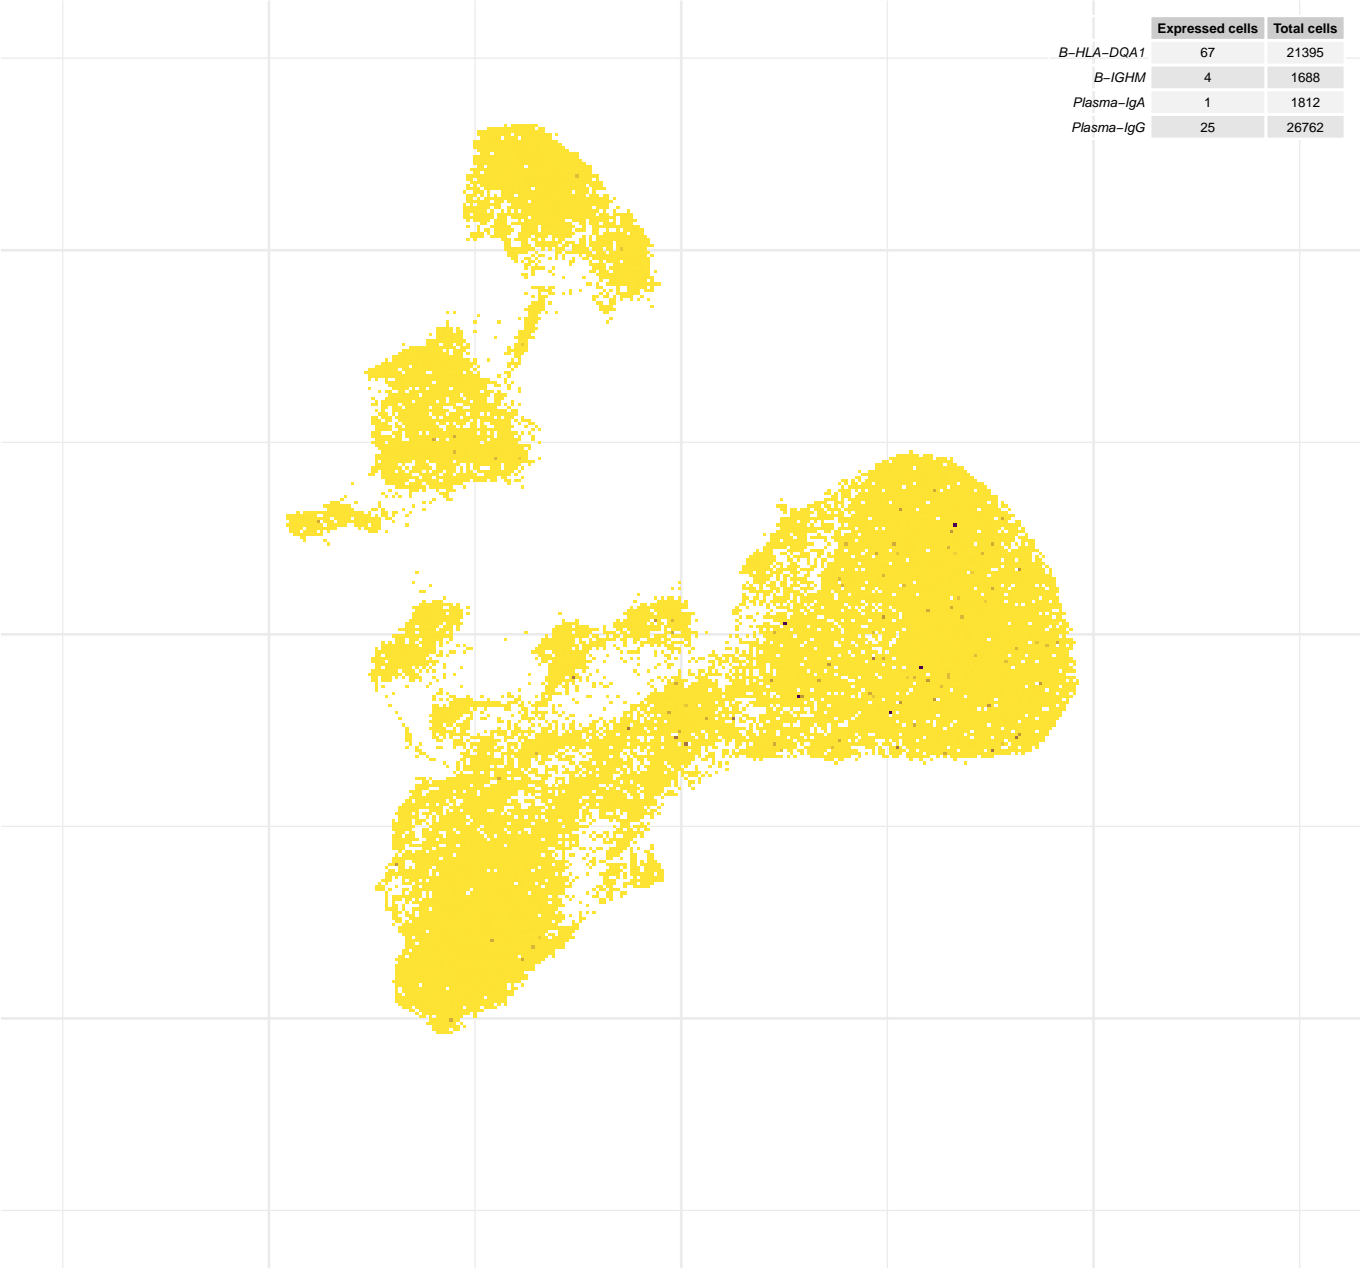 Expressed cells Total cells
B−HLA−DQA1 67 21395
B−IGHM 4 1688
Plasma−IgA 1 1812
Plasma−IgG 25 26762